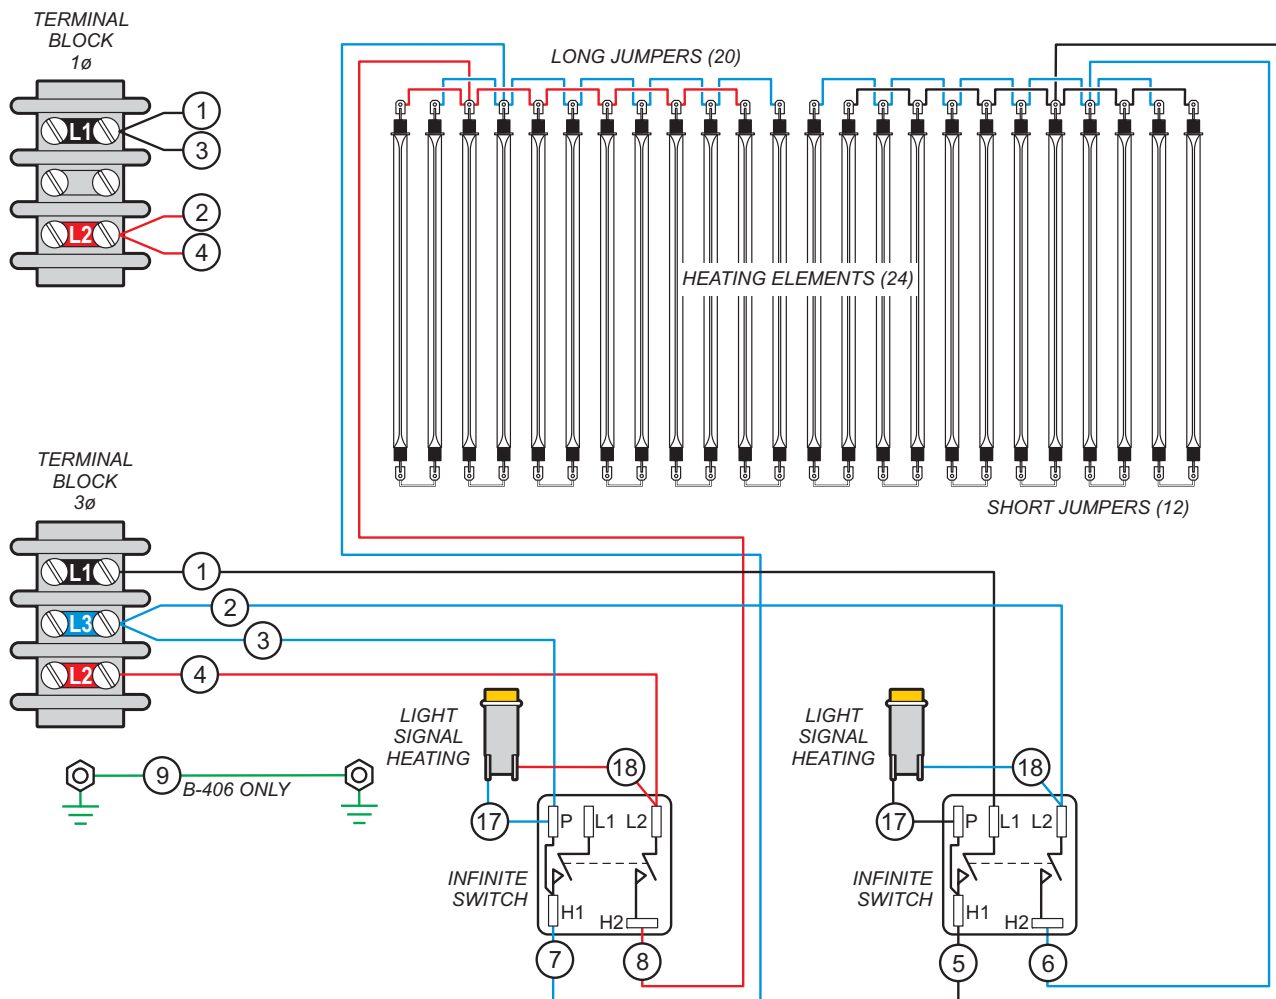 TERMINAL
BLOCK
1ø
L1
1
3
2
L2
4
LONG JUMPERS (20)
HEATING ELEMENTS (24)
SHORT JUMPERS (12)
TERMINAL
BLOCK
3ø
L1
1
2
L3
3
L2
4
9
B-406 ONLY
LIGHT
SIGNAL
HEATING
18
17
P
L1
L2
INFINITE
SWITCH
H1
H2
7
8
LIGHT
SIGNAL
HEATING
18
17
P
L1
L2
INFINITE
SWITCH
H1
H2
5
6